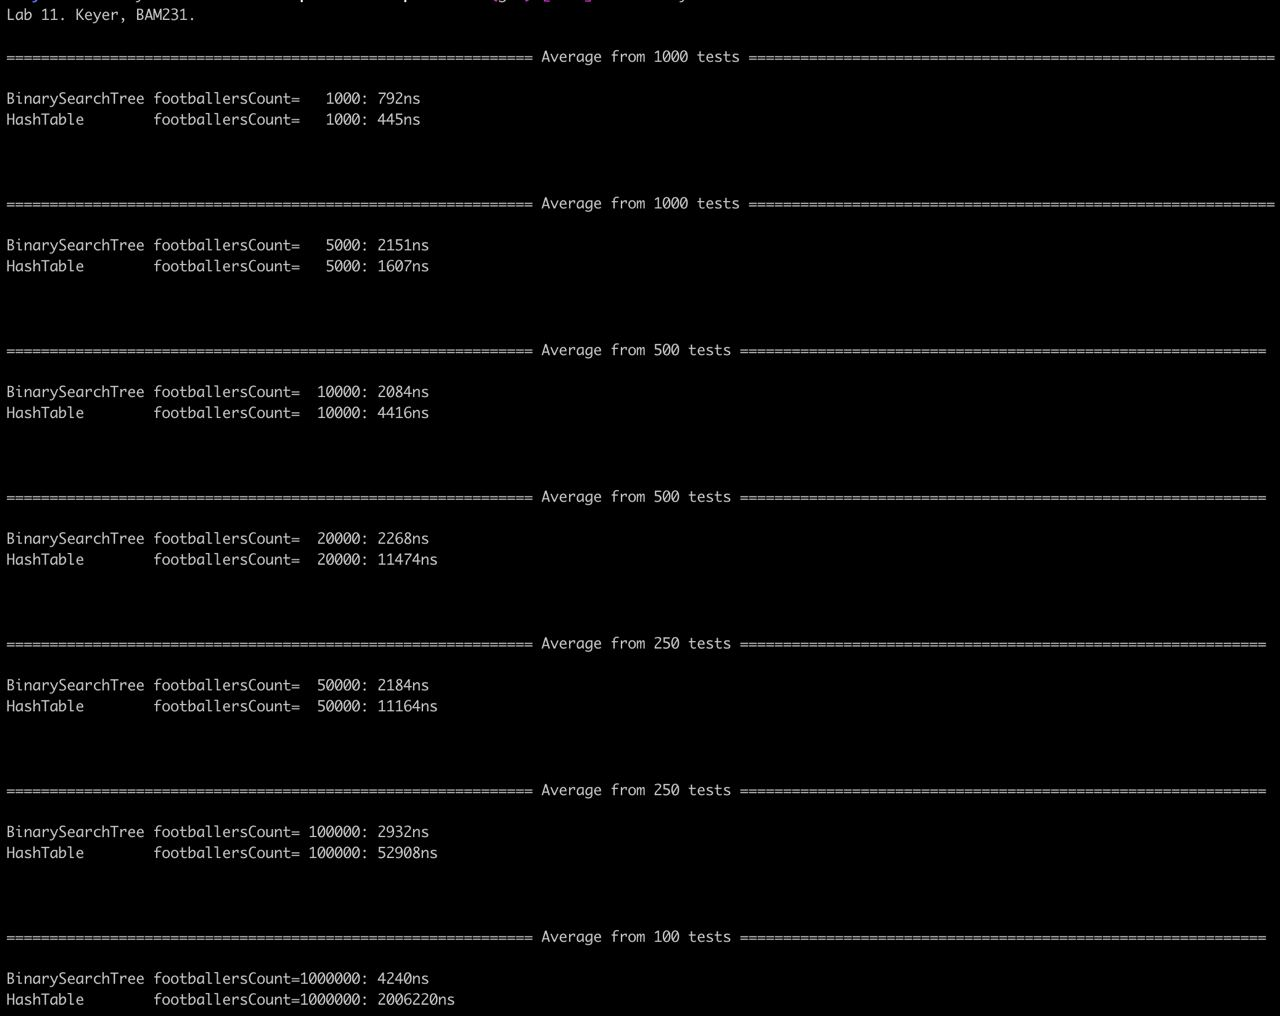 Lab 11. Keyer, BAM231.
============================================================= Average from 1000 tests =============================================================
BinarySearchTree footballersCount=   1000: 792ns
HashTable        footballersCount=   1000: 445ns
============================================================= Average from 1000 tests =============================================================
BinarySearchTree footballersCount=   5000: 2151ns
HashTable        footballersCount=   5000: 1607ns
============================================================= Average from 500 tests =============================================================
BinarySearchTree footballersCount=  10000: 2084ns
HashTable        footballersCount=  10000: 4416ns
============================================================= Average from 500 tests =============================================================
BinarySearchTree footballersCount=  20000: 2268ns
HashTable        footballersCount=  20000: 11474ns
============================================================= Average from 250 tests =============================================================
BinarySearchTree footballersCount=  50000: 2184ns
HashTable        footballersCount=  50000: 11164ns
============================================================= Average from 250 tests =============================================================
BinarySearchTree footballersCount= 100000: 2932ns
HashTable        footballersCount= 100000: 52908ns
============================================================= Average from 100 tests =============================================================
BinarySearchTree footballersCount=1000000: 4240ns
HashTable        footballersCount=1000000: 2006220ns